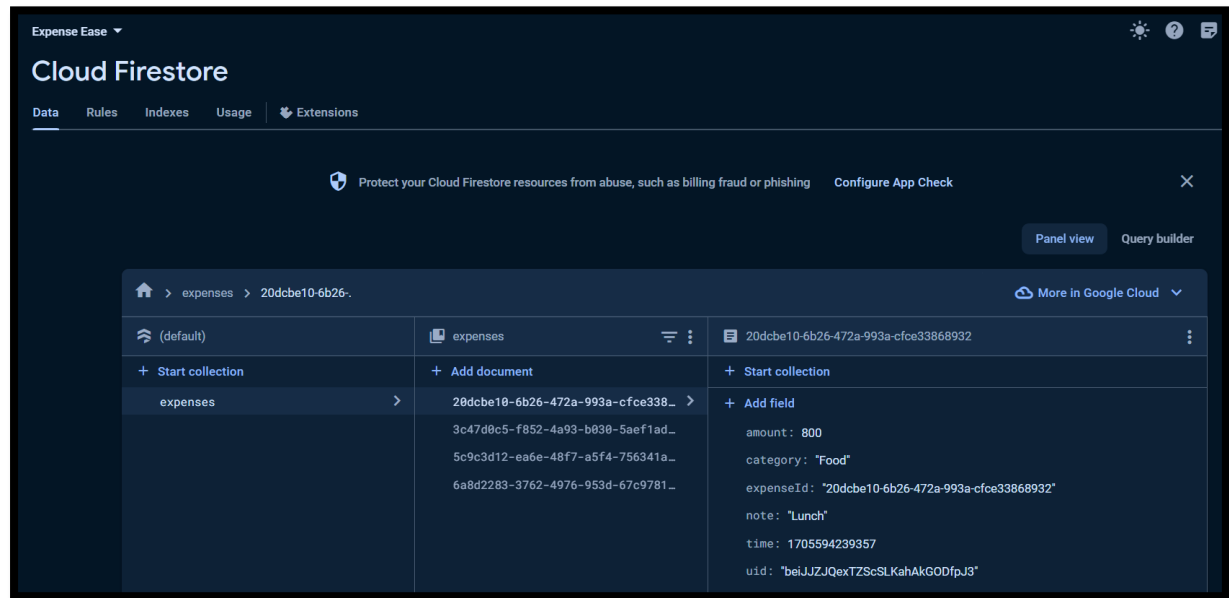 Expense Ease
Cloud Firestore
Data Rules Indexes Usage Extensions
Protect your Cloud Firestore resources from abuse, such as billing fraud or phishing Configure App Check
Panel view Query builder
expenses > 20dcbe10-6b26-.
More in Google Cloud
(default)
+ Start collection
expenses
expenses
+ Add document
20dcbe10-6b26-472a-993a-cfce338…
3c47d0c5-f852-4a93-b030-5aef1ad…
5c9c3d12-ea6e-48f7-a5f4-756341a…
6a8d2283-3762-4976-953d-67c9781…
20dcbe10-6b26-472a-993a-cfce33868932
+ Start collection
+ Add field
amount: 800
category: "Food"
expenseId: "20dcbe10-6b26-472a-993a-cfce33868932"
note: "Lunch"
time: 1705594239357
uid: "beiJJZJQexTZScSLKahAkGODfpJ3"